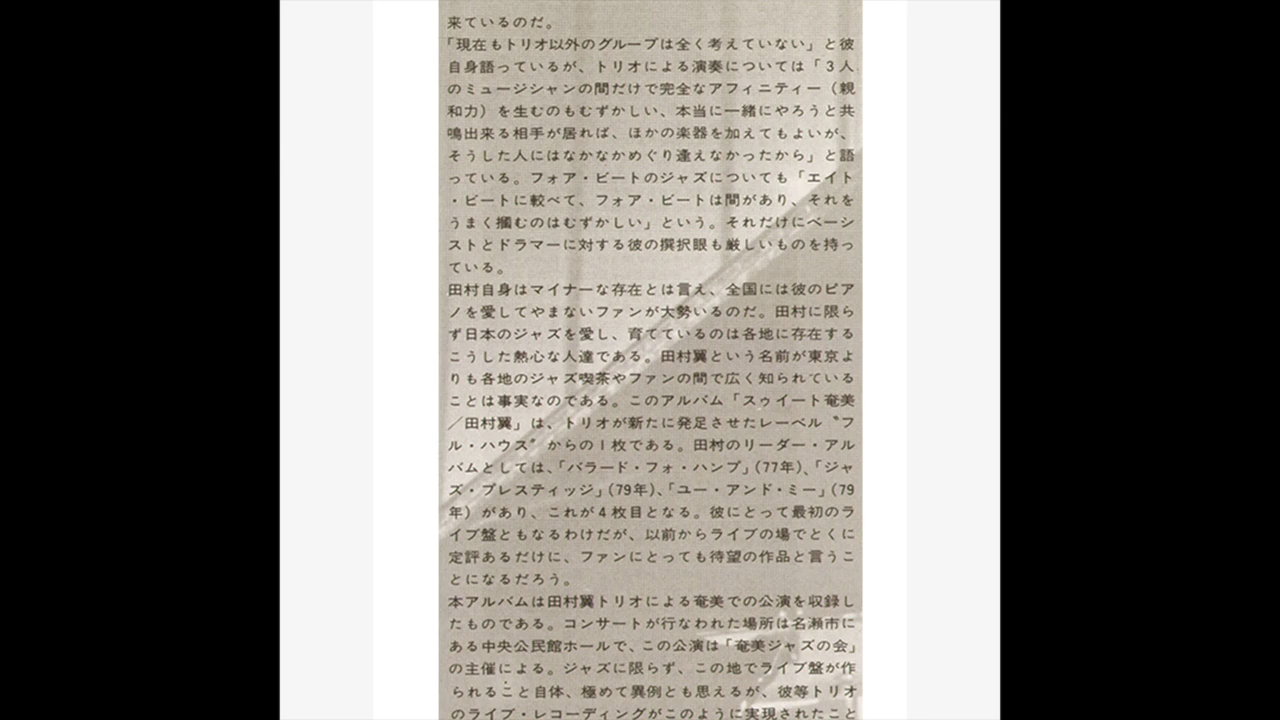 来ているのだ。
「現在もトリオ以外のグループは全く考えていない」と彼
自身語っているが、トリオによる演奏については「3人
のミュージシャンの間だけで完全なアフィニティー（親
和力）を生むのもむずかしい、本当に一緒にやろうと共
鳴出来る相手が居れば、ほかの楽器を加えてもよいが、
そうした人にはなかなかめぐり逢えなかったから」と語
っている。フォア・ビートのジャズについても「エイト
・ビートに較べて、フォア・ビートは間があり、それを
うまく摑むのはむずかしい」という。それだけにベーシ
ストとドラマーに対する彼の撰択眼も厳しいものを持っ
ている。
田村自身はマイナーな存在とは言え、全国には彼のピア
ノを愛してやまないファンが大勢いるのだ。田村に限ら
ず日本のジャズを愛し、育てているのは各地に存在する
こうした熱心な人達である。田村翼という名前が東京よ
りも各地のジャズ喫茶やファンの間で広く知られている
ことは事実なのである。このアルバム「スゥイート奄美
／田村翼」は、トリオが新たに発足させたレーベル〝フ
ル・ハウス〟からの1枚である。田村のリーダー・アル
バムとしては、「バラード・フォ・ハンプ」(77年)、「ジャ
ズ・プレスティッジ」(79年)、「ユー・アンド・ミー」(79
年）があり、これが4枚目となる。彼にとって最初のラ
イブ盤ともなるわけだが、以前からライブの場でとくに
定評あるだけに、ファンにとっても待望の作品と言うこ
とになるだろう。
本アルバムは田村翼トリオによる奄美での公演を収録し
たものである。コンサートが行なわれた場所は名瀬市に
ある中央公民館ホールで、この公演は「奄美ジャズの会」
の主催による。ジャズに限らず、この地でライブ盤が作
られること自体、極めて異例とも思えるが、彼等トリオ
のライブ・レコーディングがこのように実現されたこと